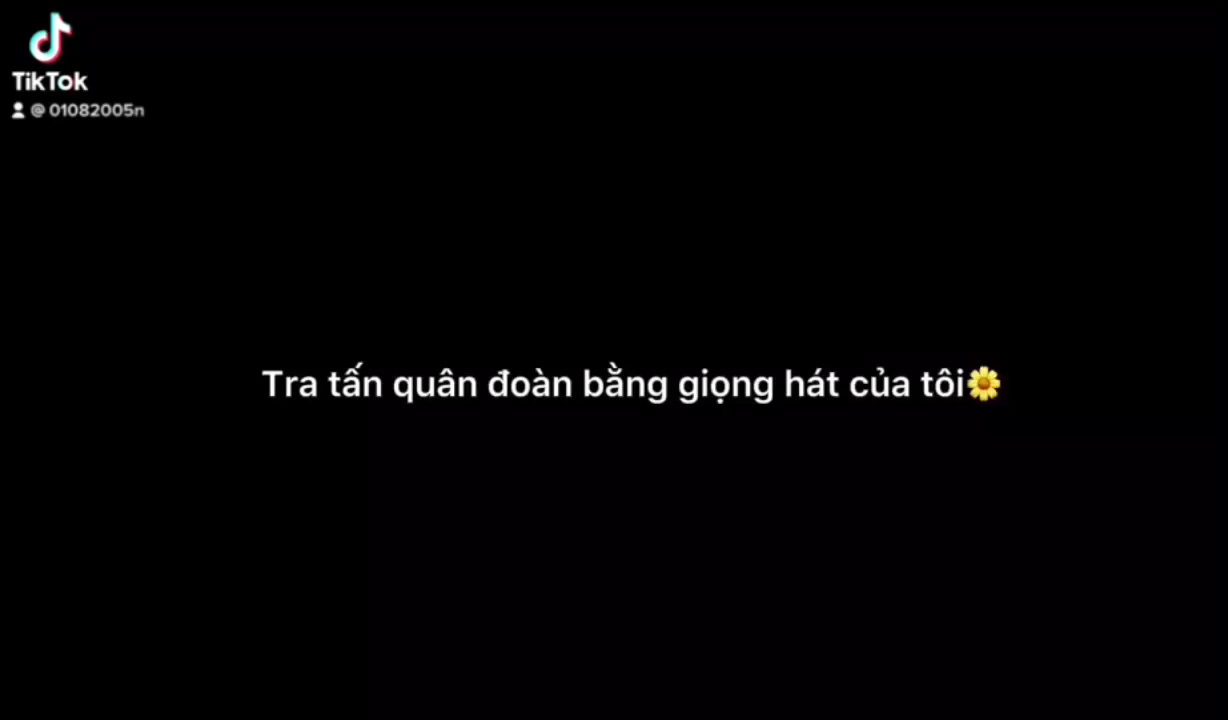 TikTok
@ 01082005n
Tra tấn quân đoàn bằng giọng hát của tôi🌼